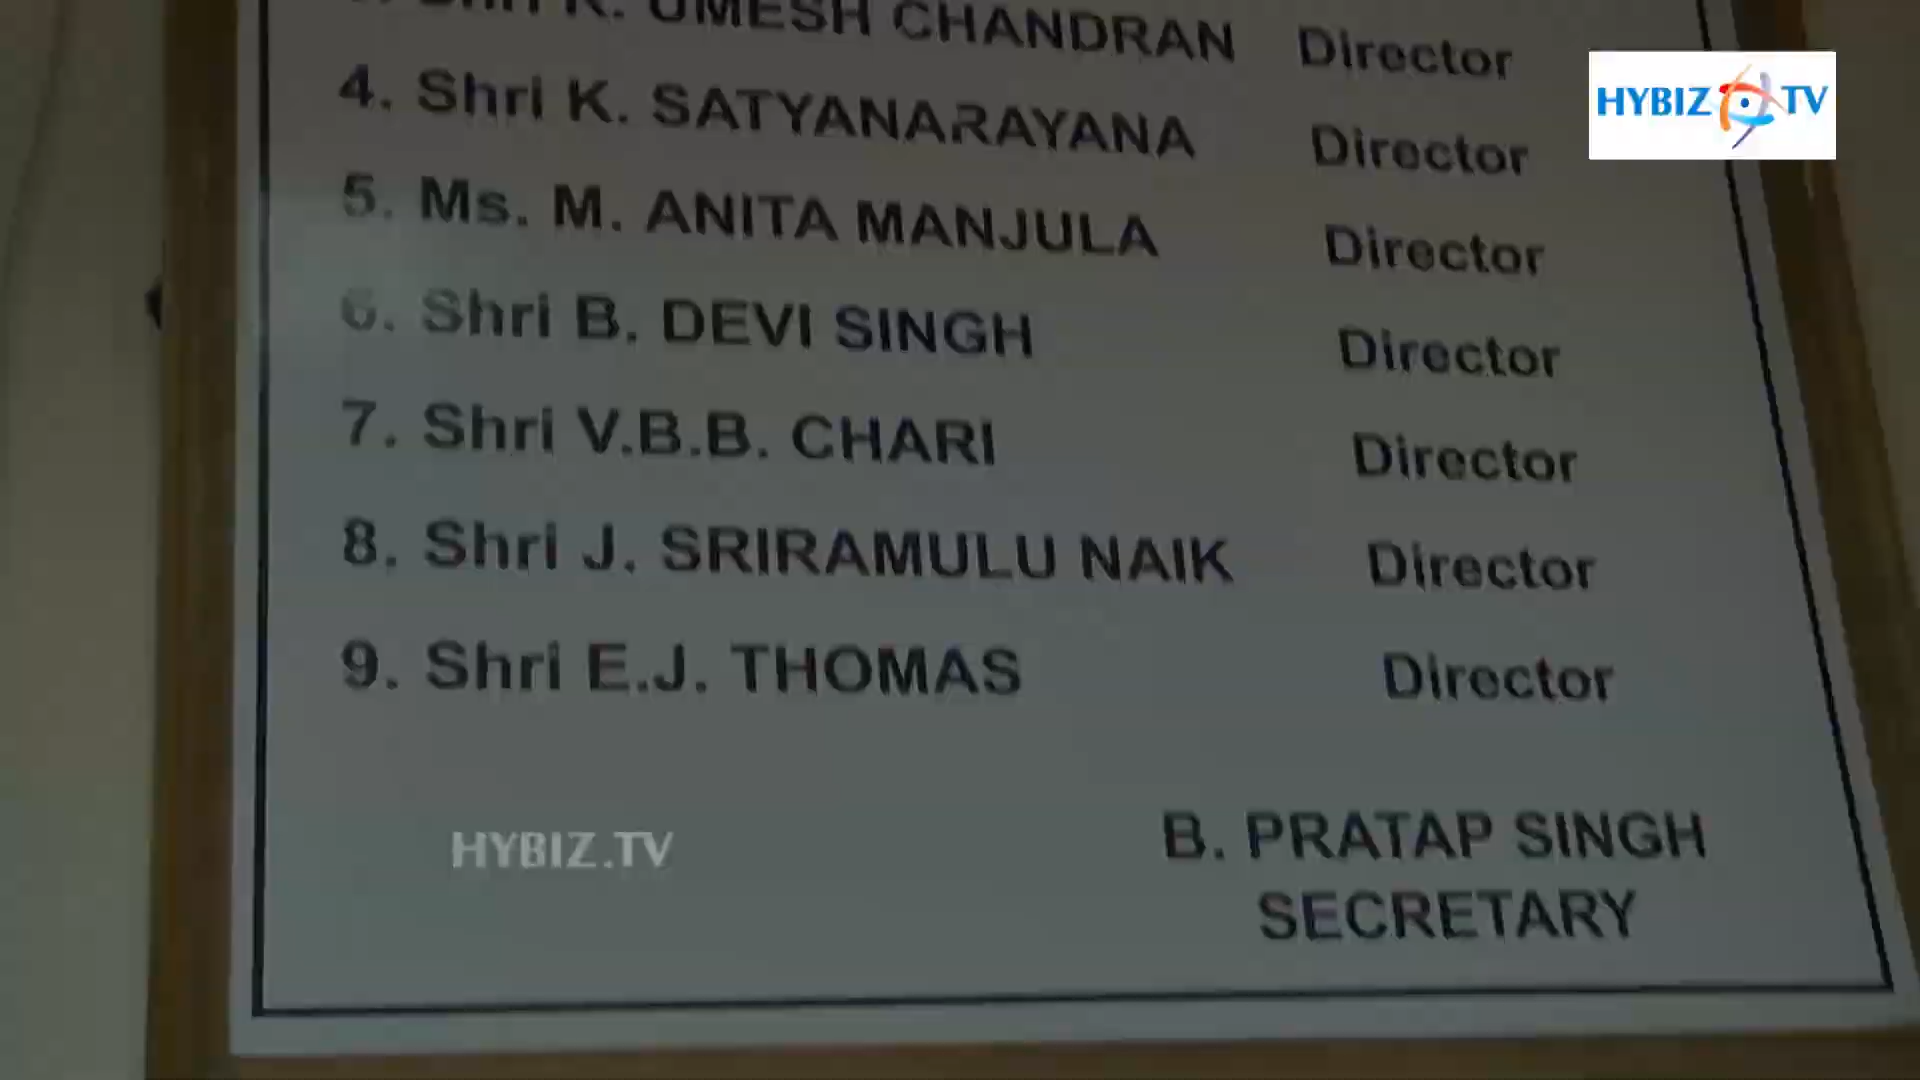 UMESH CHANDRAN Director
4. Shri K. SATYANARAYANA Director
5. Ms. M. ANITA MANJULA Director
6. Shri B. DEVI SINGH Director
7. Shri V.B.B. CHARI Director
8. Shri J. SRIRAMULU NAIK Director
9. Shri E.J. THOMAS Director
B. PRATAP SINGH
SECRETARY
HYBIZ TV
HYBIZ.TV